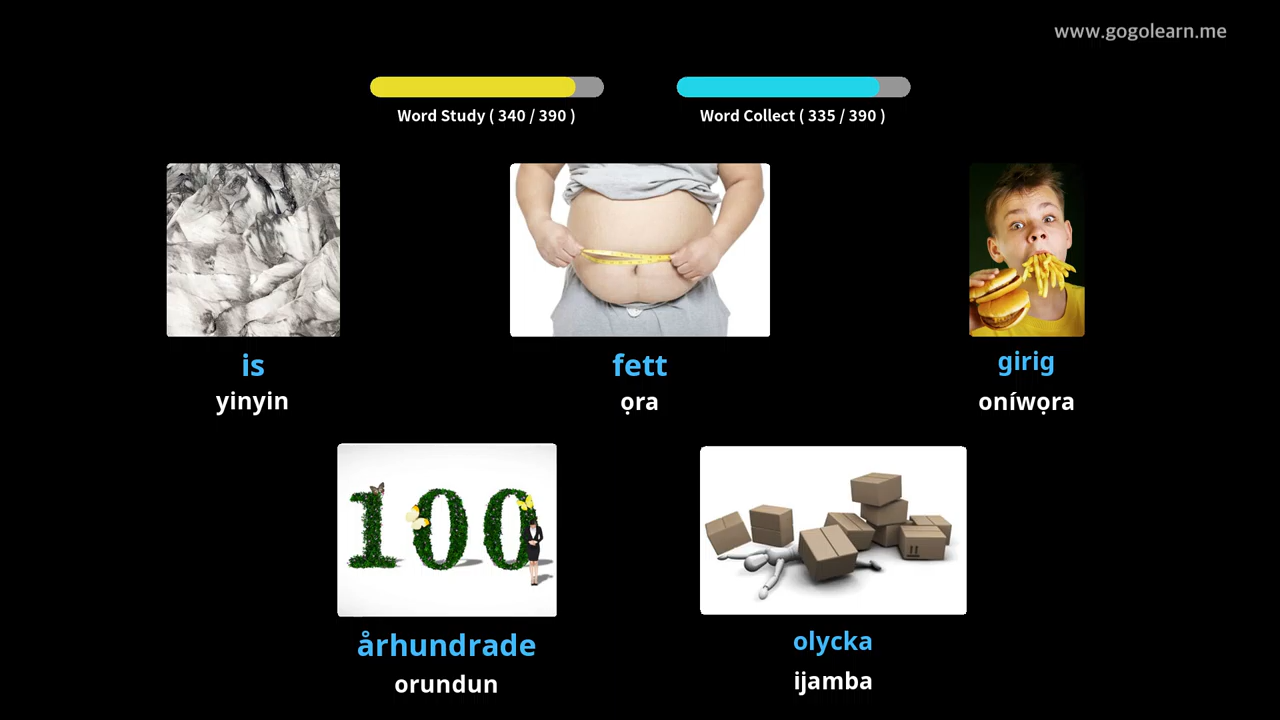 www.gogolearn.me
Word Study ( 340 / 390 )
Word Collect ( 335 / 390 )
is
yinyin
fett
ọra
girig
oníwọra
100
århundrade
orundun
olycka
ijamba